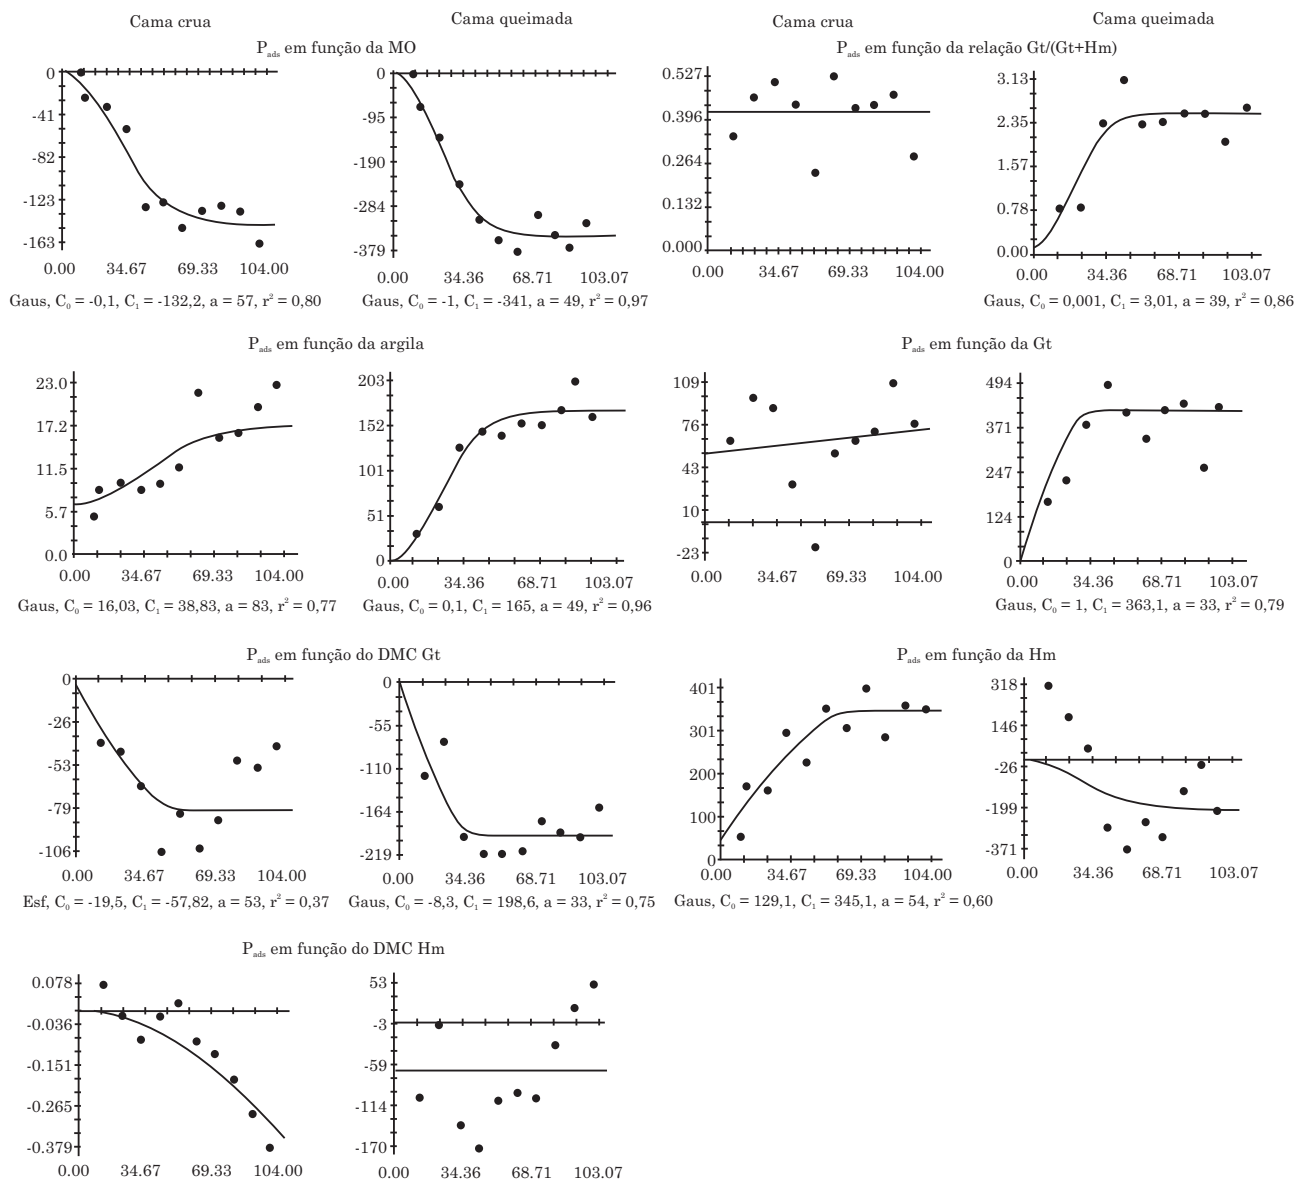 Cama crua
Cama queimada
Cama crua
Cama queimada
P_ads em função da MO
P_ads em função da relação Gt/(Gt+Hm)
0
-41
-82
-123
-163
0.00 34.67 69.33 104.00
Gaus, C₀ = -0,1, C₁ = -132,2, a = 57, r² = 0,80
0
-95
-190
-284
-379
0.00 34.36 68.71 103.07
Gaus, C₀ = -1, C₁ = -341, a = 49, r² = 0,97
0.527
0.396
0.264
0.132
0.000
0.00 34.67 69.33 104.00
3.13
2.35
1.57
0.78
0.00
0.00 34.36 68.71 103.07
Gaus, C₀ = 0,001, C₁ = 3,01, a = 39, r² = 0,86
P_ads em função da argila
P_ads em função da Gt
23.0
17.2
11.5
5.7
0.0
0.00 34.67 69.33 104.00
Gaus, C₀ = 16,03, C₁ = 38,83, a = 83, r² = 0,77
203
152
101
51
0
0.00 34.36 68.71 103.07
Gaus, C₀ = 0,1, C₁ = 165, a = 49, r² = 0,96
109
76
43
10
-23
0.00 34.67 69.33 104.00
494
371
247
124
0
0.00 34.36 68.71 103.07
Gaus, C₀ = 1, C₁ = 363,1, a = 33, r² = 0,79
P_ads em função do DMC Gt
P_ads em função da Hm
0
-26
-53
-79
-106
0.00 34.67 69.33 104.00
Esf, C₀ = -19,5, C₁ = -57,82, a = 53, r² = 0,37
0
-55
-110
-164
-219
0.00 34.36 68.71 103.07
Gaus, C₀ = -8,3, C₁ = 198,6, a = 33, r² = 0,75
401
301
200
100
0
0.00 34.67 69.33 104.00
Gaus, C₀ = 129,1, C₁ = 345,1, a = 54, r² = 0,60
318
146
-26
-199
-371
0.00 34.36 68.71 103.07
P_ads em função do DMC Hm
0.078
-0.036
-0.151
-0.265
-0.379
0.00 34.67 69.33 104.00
53
-3
-59
-114
-170
0.00 34.36 68.71 103.07